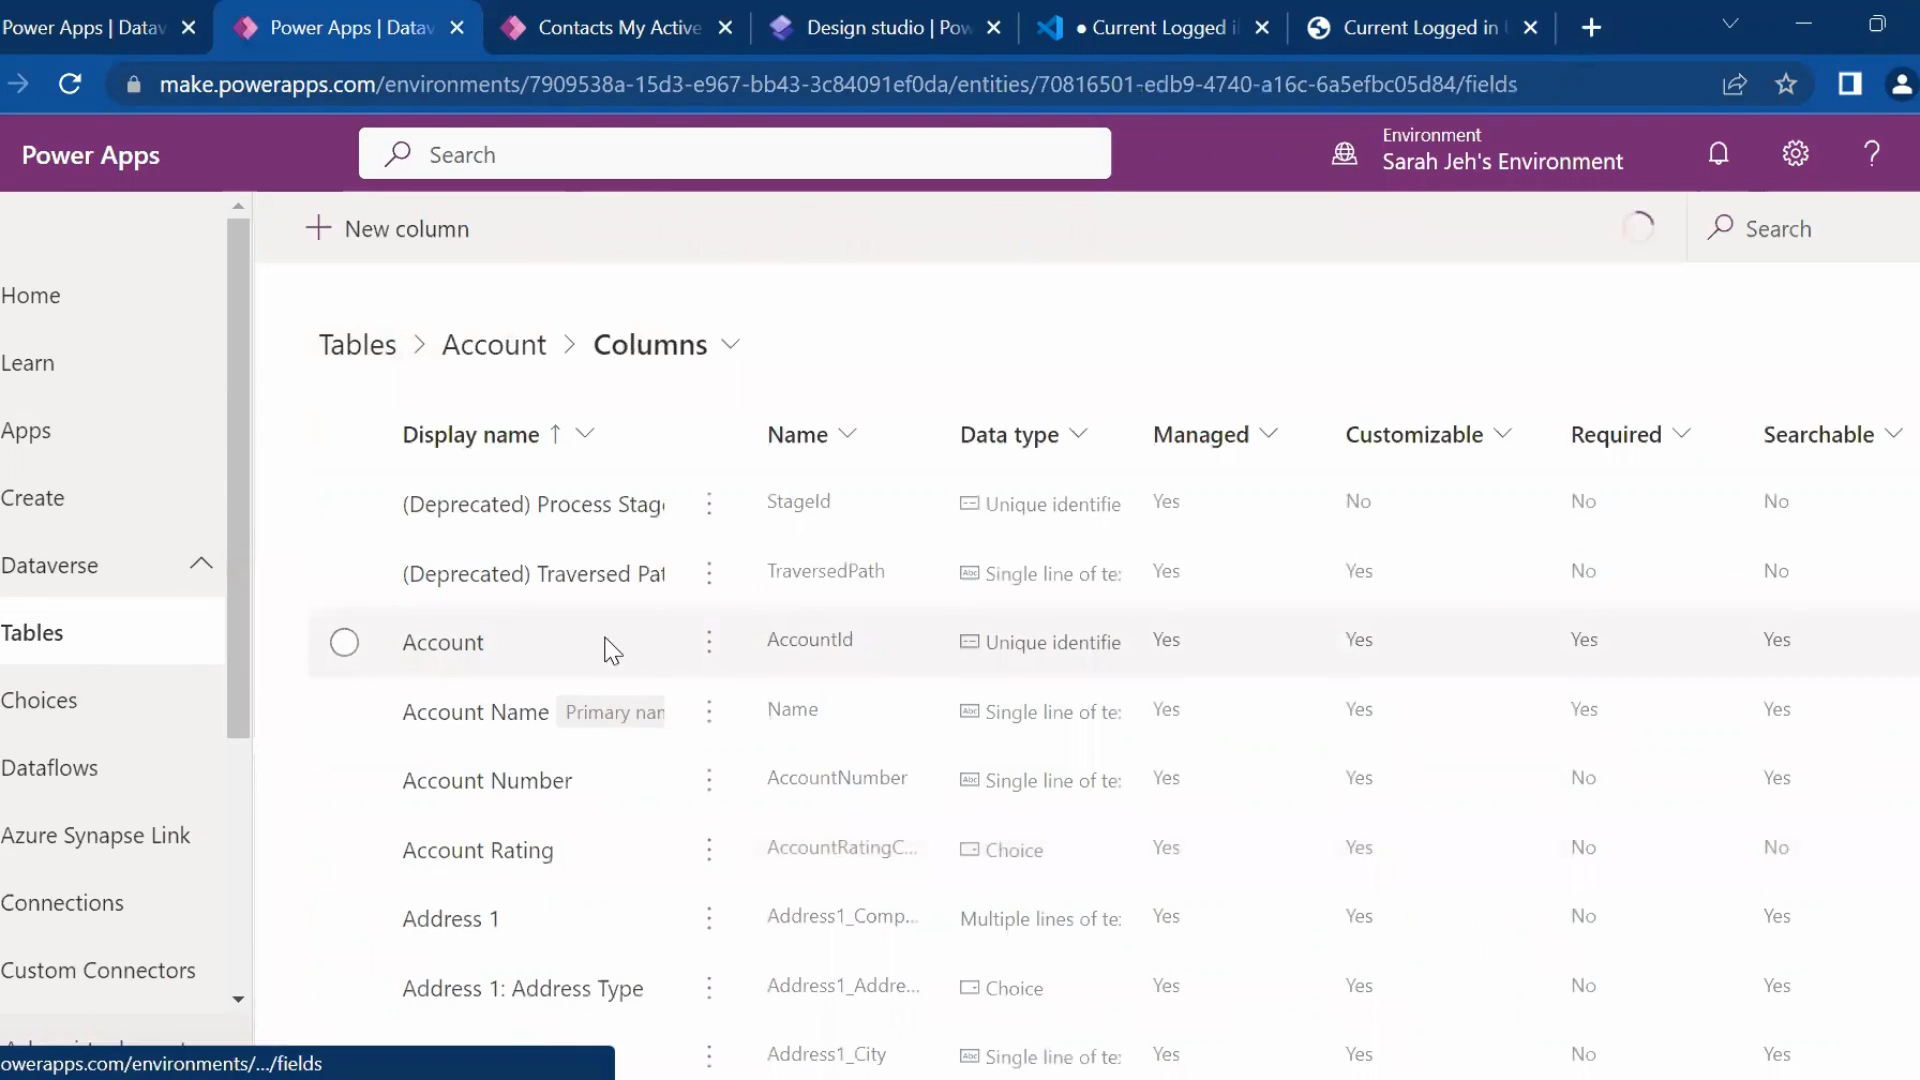 Power Apps | Datav
Power Apps | Datav
Contacts My Active
Design studio | Pow
• Current Logged i
Current Logged in
make.powerapps.com/environments/7909538a-15d3-e967-bb43-3c84091ef0da/entities/70816501-edb9-4740-a16c-6a5efbc05d84/fields
Power Apps
Search
Environment
Sarah Jeh's Environment
New column
Search
Home
Learn
Apps
Create
Dataverse
Tables
Choices
Dataflows
Azure Synapse Link
Connections
Custom Connectors
Tables > Account > Columns
Display name ↑ Name Data type Managed Customizable Required Searchable
(Deprecated) Process Stage StageId Unique identifie Yes No No No
(Deprecated) Traversed Pat TraversedPath Single line of te Yes Yes No No
Account AccountId Unique identifie Yes Yes Yes Yes
Account Name Primary nam Name Single line of te Yes Yes Yes Yes
Account Number AccountNumber Single line of te Yes Yes No Yes
Account Rating AccountRatingC... Choice Yes Yes No No
Address 1 Address1_Comp... Multiple lines of te Yes Yes No Yes
Address 1: Address Type Address1_Addre... Choice Yes Yes No Yes
Address1_City Single line of te Yes Yes No Yes
owerapps.com/environments/.../fields